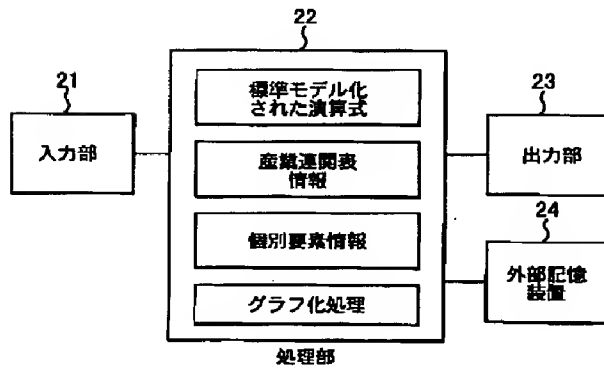 22
21
入力部
標準モデル化
された演算式
産業連関表
情報
個別要素情報
グラフ化処理
処理部
23
出力部
24
外部記憶
装置